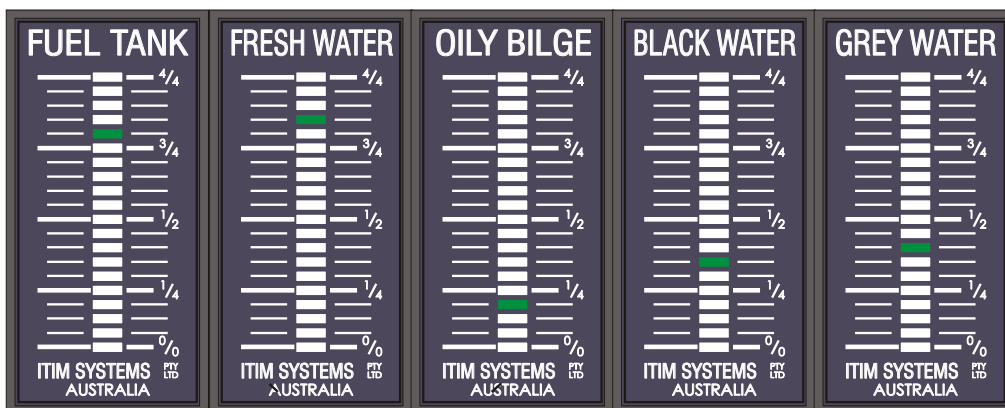 FUEL TANK
4/4
3/4
1/2
1/4
0/0
ITIM SYSTEMS PTY LTD
AUSTRALIA
FRESH WATER
4/4
3/4
1/2
1/4
0/0
ITIM SYSTEMS PTY LTD
AUSTRALIA
OILY BILGE
4/4
3/4
1/2
1/4
0/0
ITIM SYSTEMS PTY LTD
AUSTRALIA
BLACK WATER
4/4
3/4
1/2
1/4
0/0
ITIM SYSTEMS PTY LTD
AUSTRALIA
GREY WATER
4/4
3/4
1/2
1/4
0/0
ITIM SYSTEMS PTY LTD
AUSTRALIA